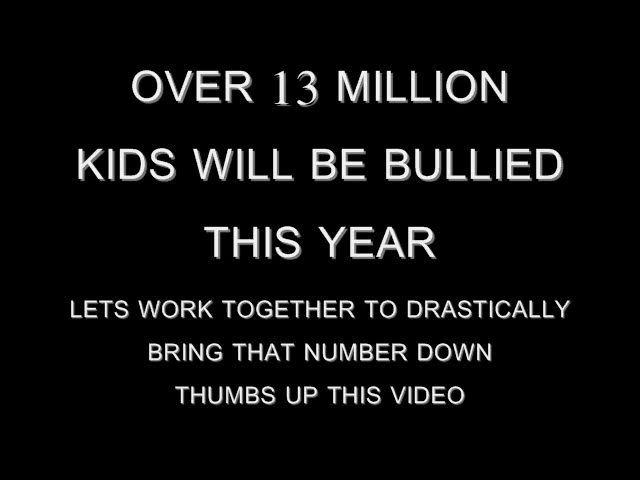 OVER 13 MILLION
KIDS WILL BE BULLIED
THIS YEAR
LETS WORK TOGETHER TO DRASTICALLY
BRING THAT NUMBER DOWN
THUMBS UP THIS VIDEO